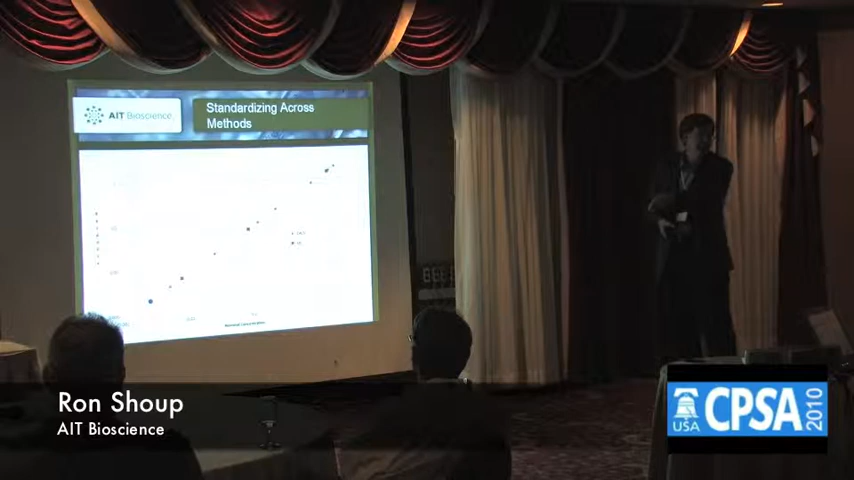 AIT Bioscience
Standardizing Across
Methods
Ron Shoup
AIT Bioscience
USA
CPSA
2010